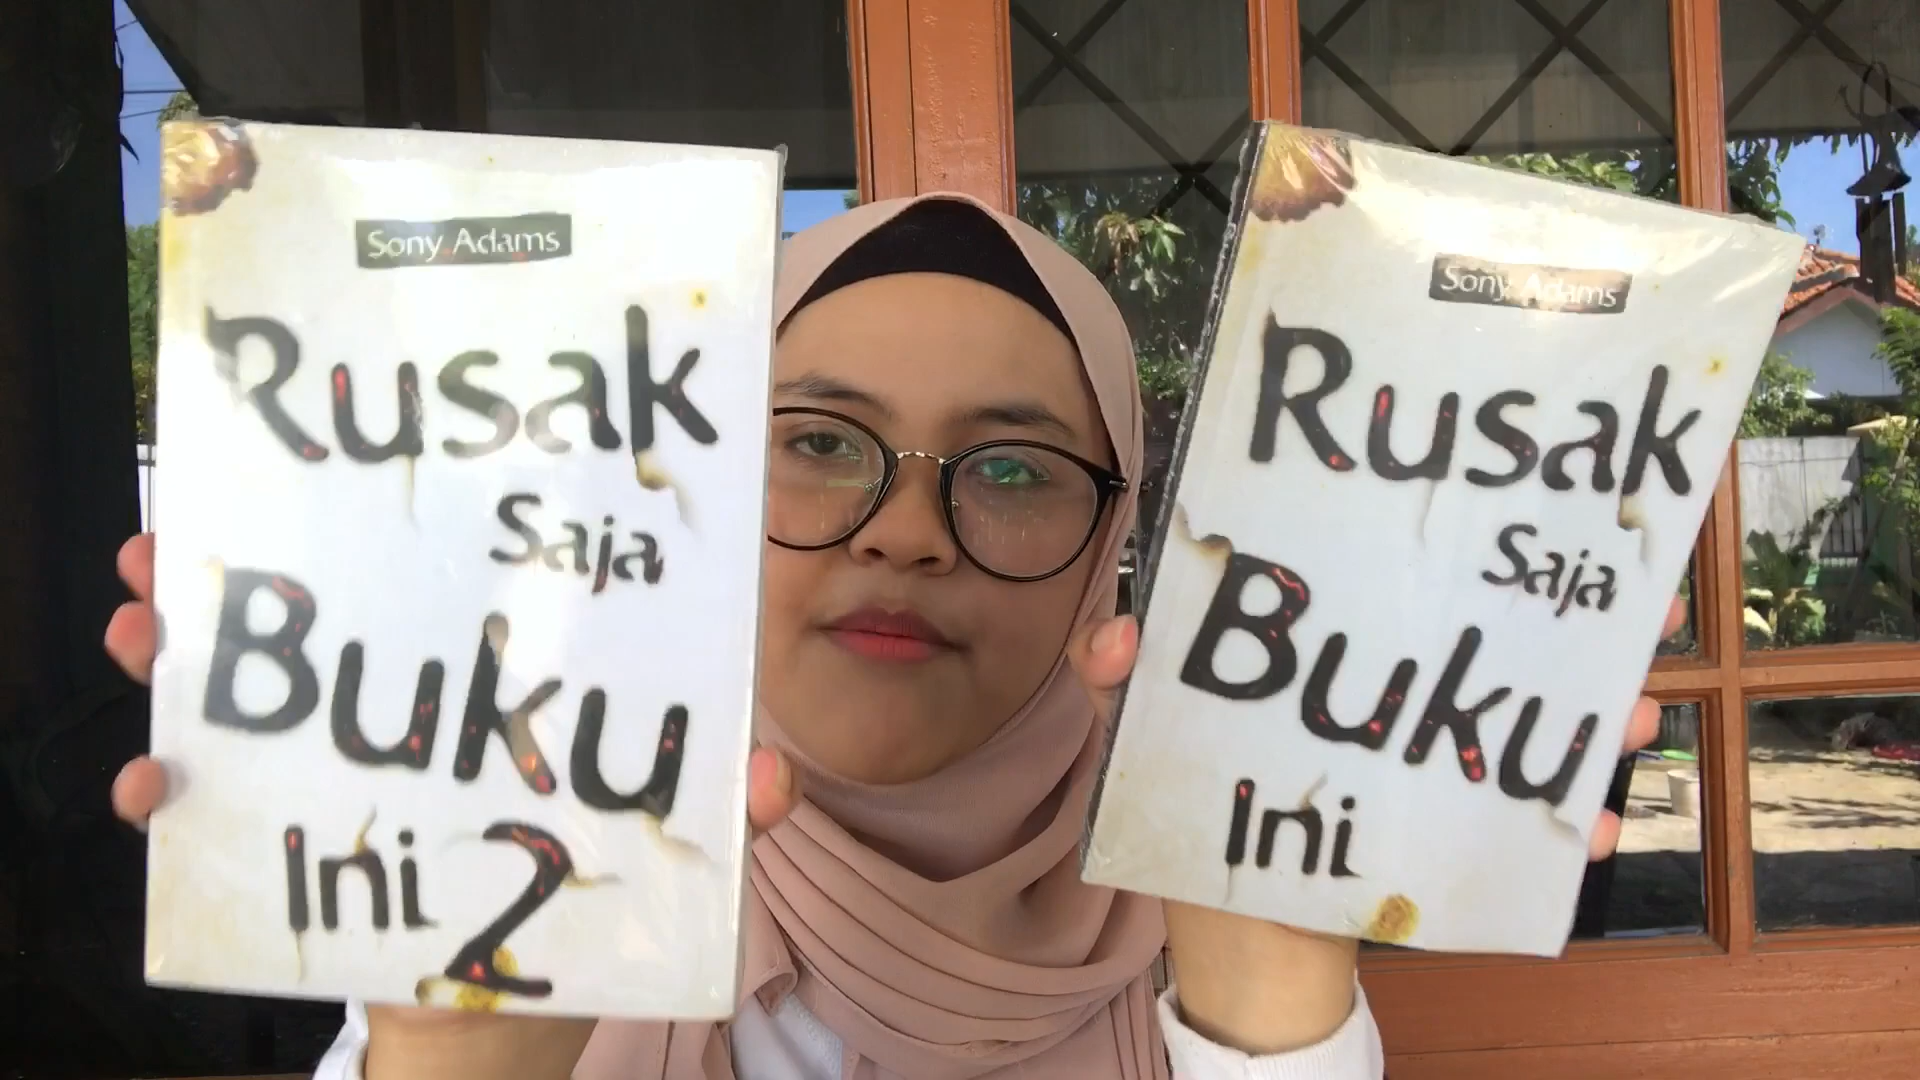 Sony Adams
Rusak
Saja
Buku
Ini 2
Sony Adams
Rusak
Saja
Buku
Ini